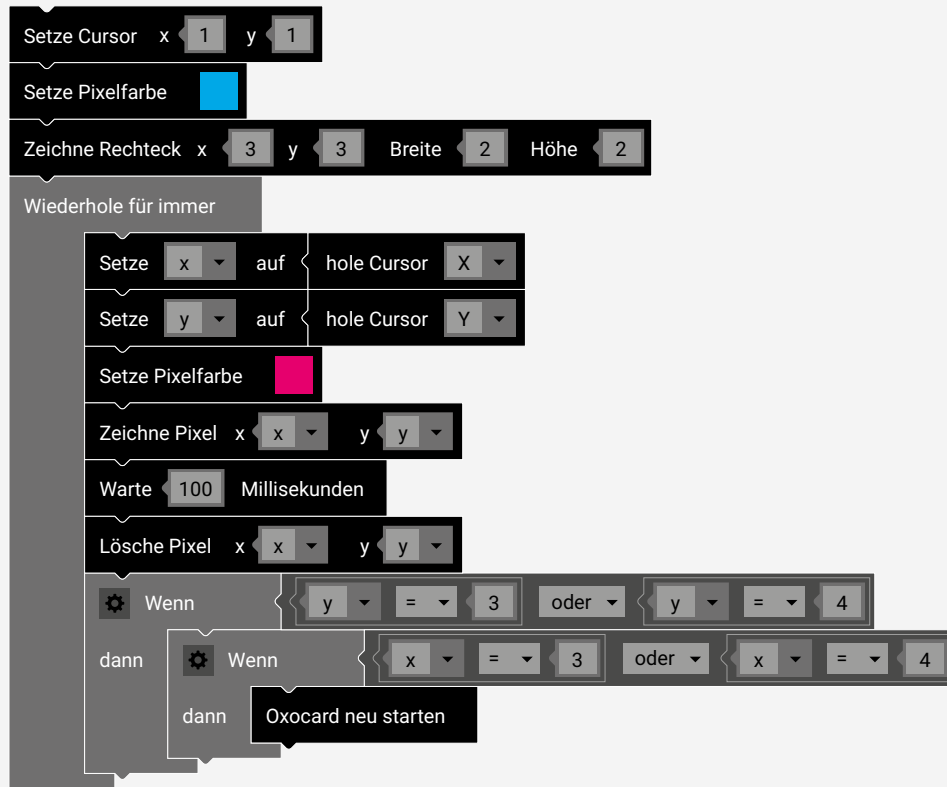 Setze Cursor x 1 y 1
Setze Pixelfarbe
Zeichne Rechteck x 3 y 3 Breite 2 Höhe 2
Wiederhole für immer
Setze x auf hole Cursor X
Setze y auf hole Cursor Y
Setze Pixelfarbe
Zeichne Pixel x x y y
Warte 100 Millisekunden
Lösche Pixel x x y y
Wenn y = 3 oder y = 4
dann Wenn x = 3 oder x = 4
dann Oxocard neu starten